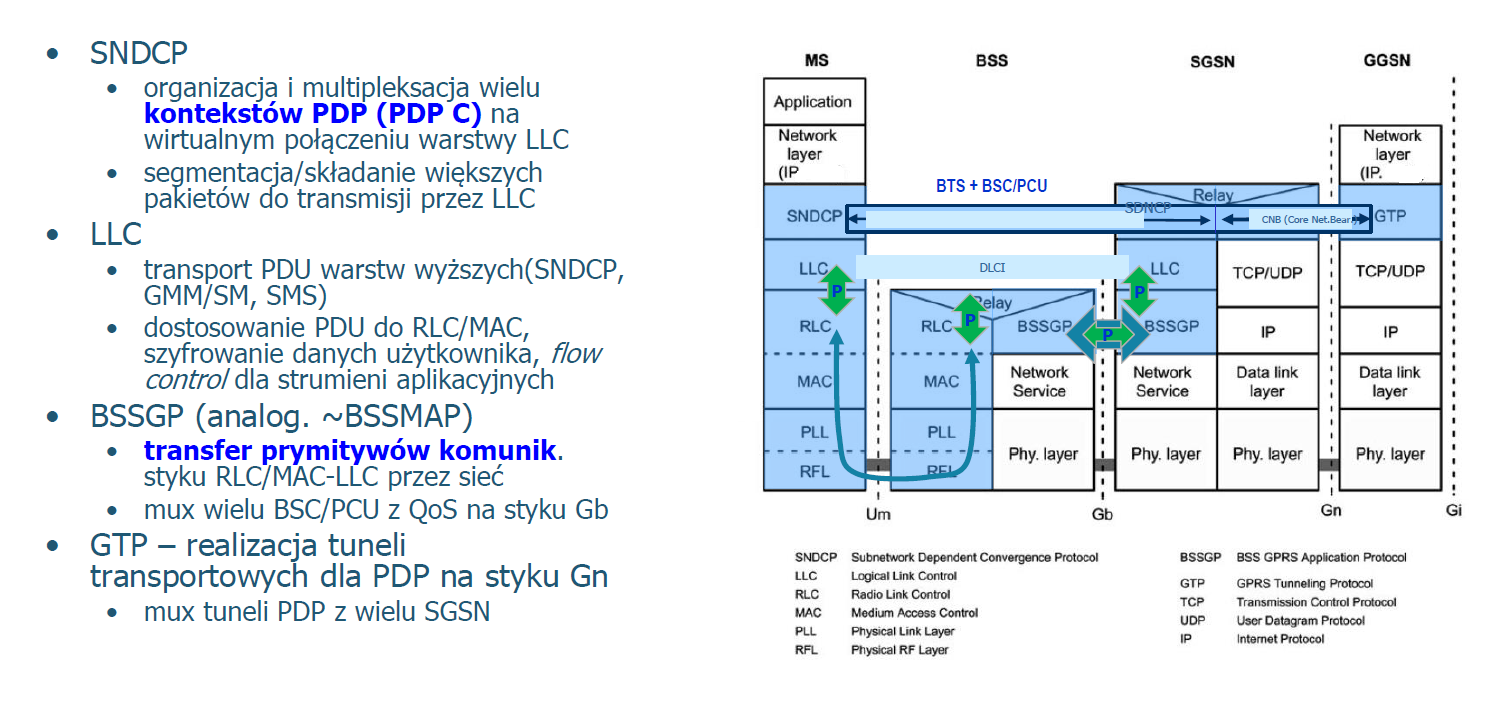 SNDCP
organizacja i multipleksacja wielu
kontekstów PDP (PDP C) na
wirtualnym połączeniu warstwy LLC
segmentacja/składanie większych
pakietów do transmisji przez LLC
LLC
transport PDU warstw wyższych(SNDCP,
GMM/SM, SMS)
dostosowanie PDU do RLC/MAC,
szyfrowanie danych użytkownika, flow
control dla strumieni aplikacyjnych
BSSGP (analog. ~BSSMAP)
transfer prymitywów komunik.
styku RLC/MAC-LLC przez sieć
mux wielu BSC/PCU z QoS na styku Gb
GTP – realizacja tuneli
transportowych dla PDP na styku Gn
mux tuneli PDP z wielu SGSN
MS BSS SGSN GGSN
Application
Network
layer
(IP
Network
layer
(IP.
BTS + BSC/PCU
Relay
SNDCP SDNCP CNB (Core Net.Bear.) GTP
LLC DLCI LLC TCP/UDP TCP/UDP
P P
Relay
RLC RLC P BSSGP P BSSGP IP IP
MAC MAC
Network
Service
Network
Service
Data link
layer
Data link
layer
PLL PLL
Phy. layer Phy. layer Phy. layer Phy. layer
RFL RFL
Um Gb Gn Gi
SNDCP Subnetwork Dependent Convergence Protocol
LLC Logical Link Control
RLC Radio Link Control
MAC Medium Access Control
PLL Physical Link Layer
RFL Physical RF Layer
BSSGP BSS GPRS Application Protocol
GTP GPRS Tunneling Protocol
TCP Transmission Control Protocol
UDP User Datagram Protocol
IP Internet Protocol